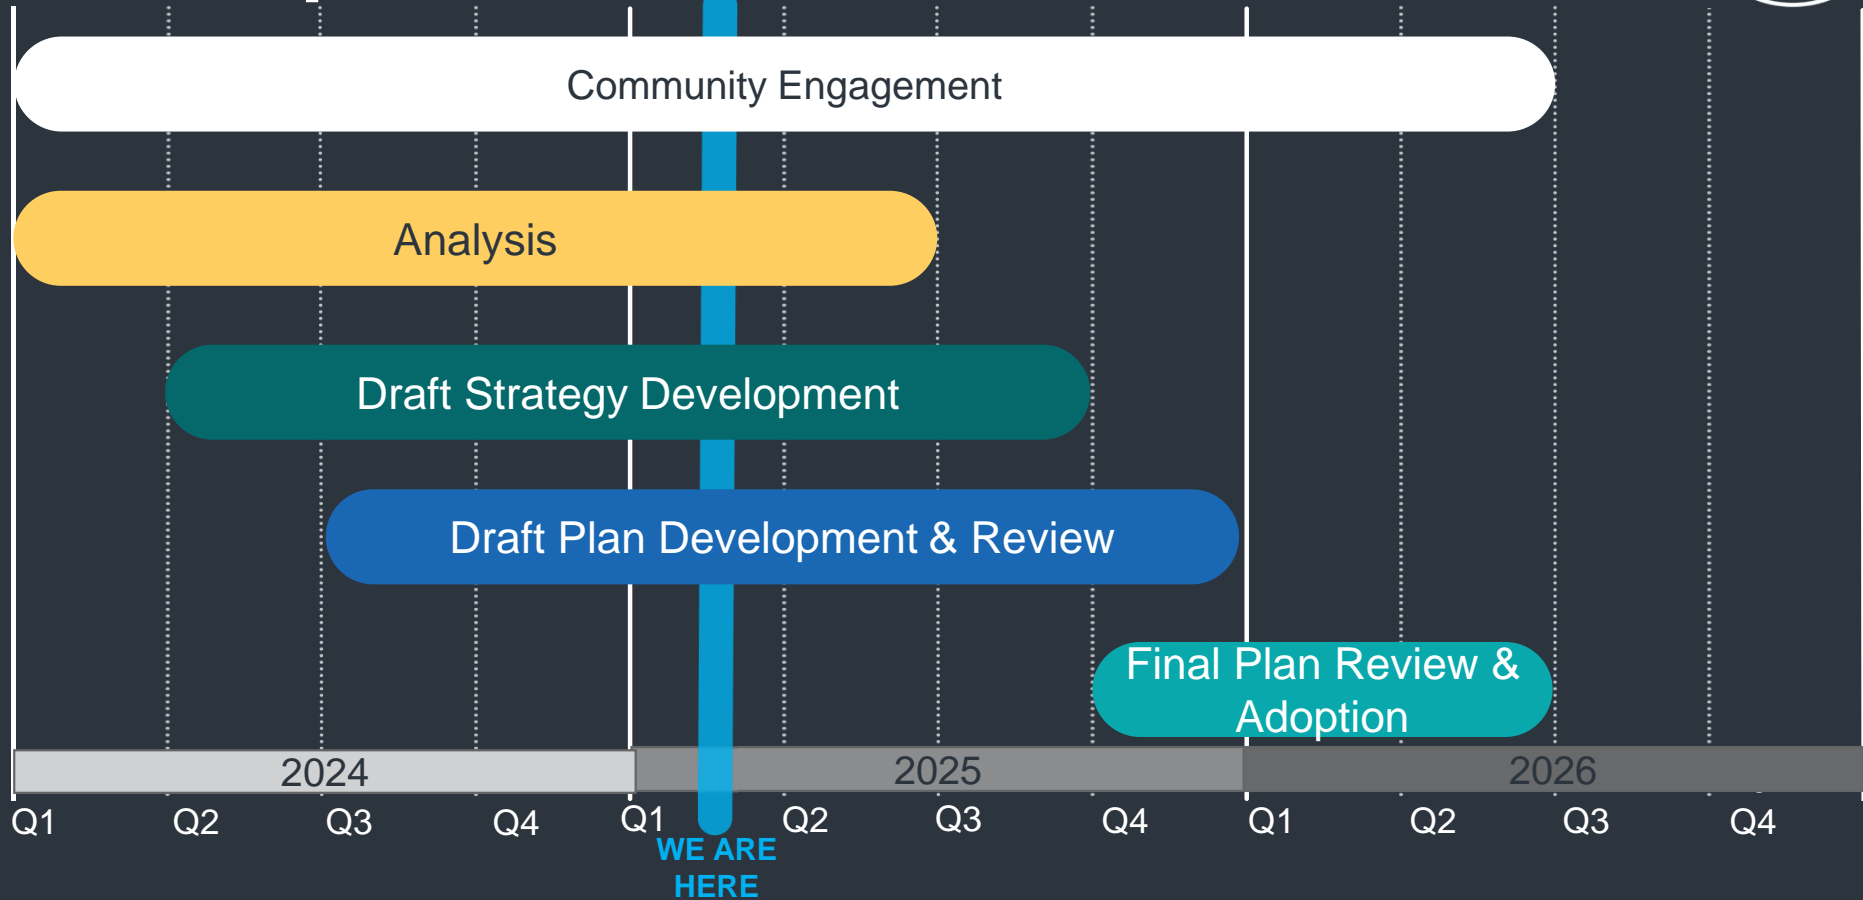 Community Engagement
Analysis
Draft Strategy Development
Draft Plan Development & Review
Final Plan Review &
Adoption
2024
2025
2026
Q1
Q2
Q3
Q4
Q1
Q2
Q3
Q4
Q1
Q2
Q3
Q4
WE ARE
HERE